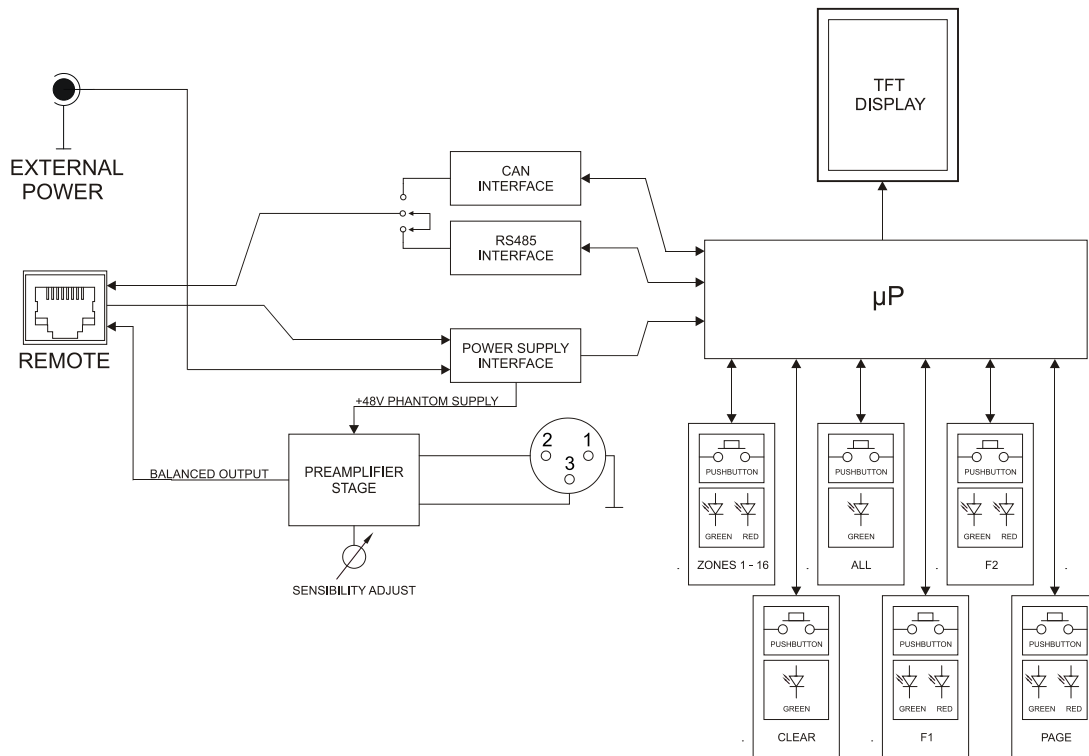 TFT
DISPLAY
EXTERNAL
POWER
CAN
INTERFACE
RS485
INTERFACE
µP
REMOTE
POWER SUPPLY
INTERFACE
+48V PHANTOM SUPPLY
BALANCED OUTPUT
PREAMPLIFIER
STAGE
2 1
3
SENSIBILITY ADJUST
PUSHBUTTON
GREEN RED
ZONES 1 - 16
PUSHBUTTON
GREEN
ALL
PUSHBUTTON
GREEN RED
F2
PUSHBUTTON
GREEN
CLEAR
PUSHBUTTON
GREEN RED
F1
PUSHBUTTON
GREEN RED
PAGE